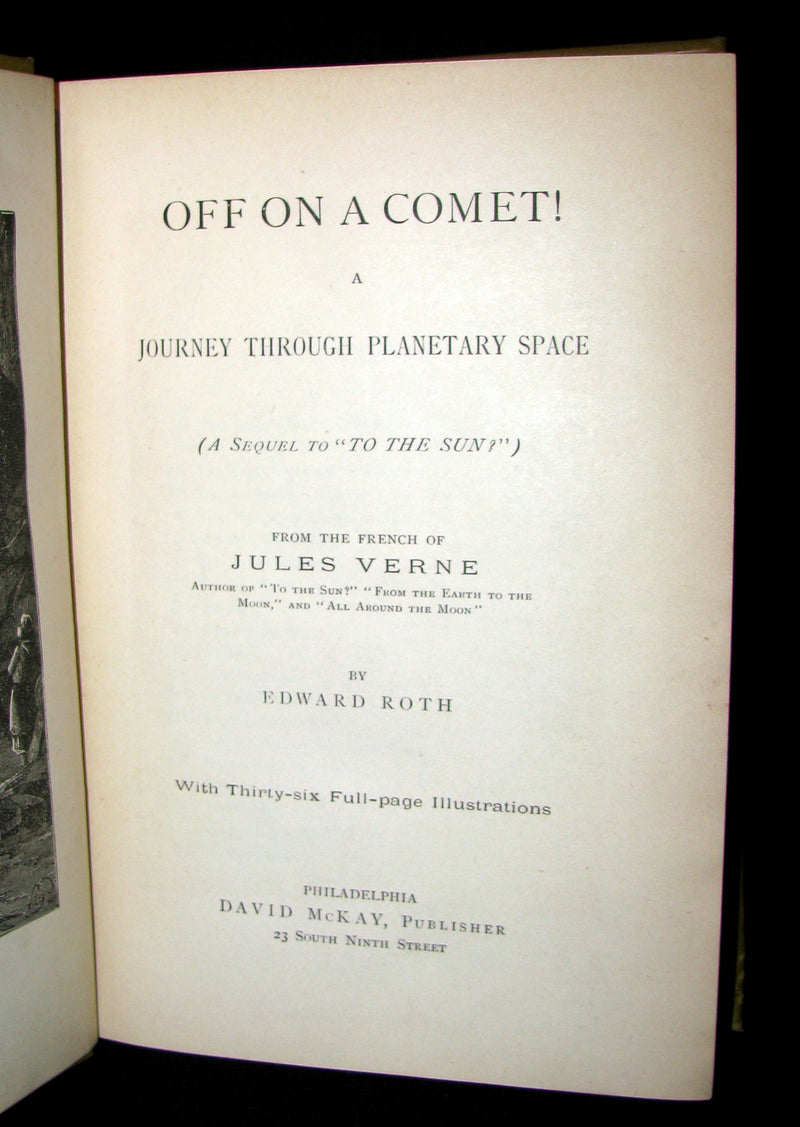 OFF ON A COMET!
A
JOURNEY THROUGH PLANETARY SPACE
(A SEQUEL TO "TO THE SUN?")
FROM THE FRENCH OF
JULES VERNE
AUTHOR OF "TO THE SUN?" "FROM THE EARTH TO THE
MOON," AND "ALL AROUND THE MOON"
BY
EDWARD ROTH
With Thirty-six Full-page Illustrations
PHILADELPHIA
DAVID McKAY, PUBLISHER
23 SOUTH NINTH STREET